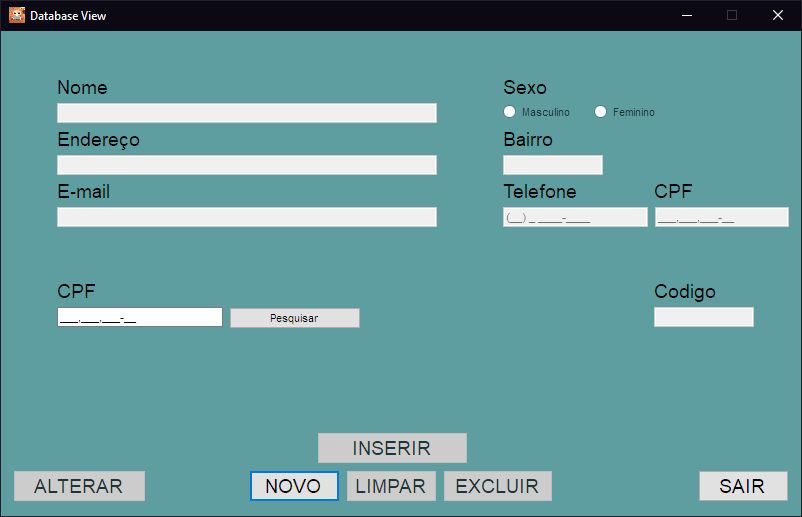 Database View
Nome
Sexo
Masculino Feminino
Endereço
Bairro
E-mail
Telefone CPF
(__) _ ____-____ ___.___.___-__
CPF
Codigo
___.___.___-__ Pesquisar
INSERIR
ALTERAR NOVO LIMPAR EXCLUIR SAIR